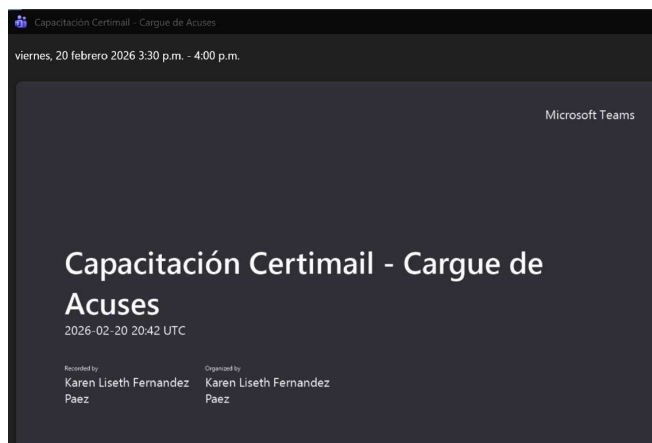 Capacitación Certimail - Cargue de Acuses
viernes, 20 febrero 2026 3:30 p.m. - 4:00 p.m.
Microsoft Teams
Capacitación Certimail - Cargue de
Acuses
2026-02-20 20:42 UTC
Recorded by
Karen Liseth Fernandez
Paez
Organized by
Karen Liseth Fernandez
Paez